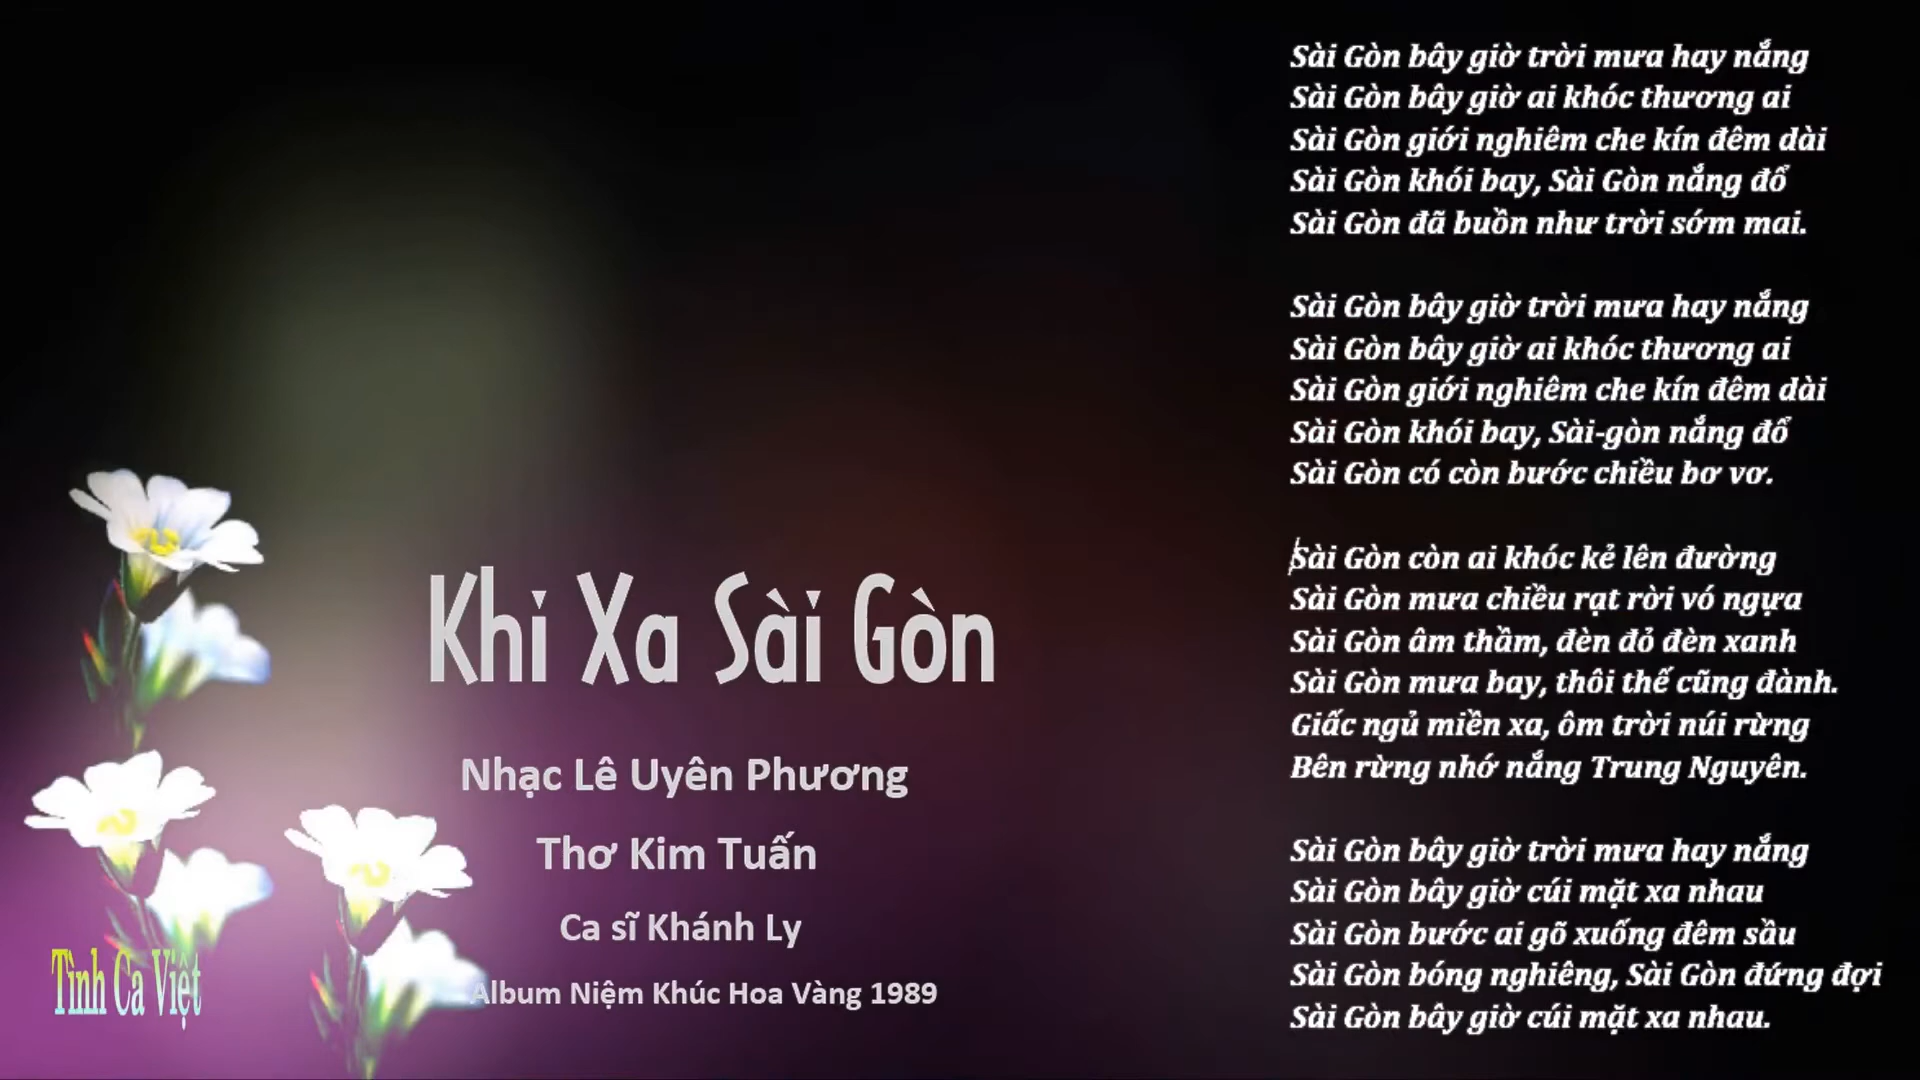 Khi Xa Sài Gòn
Nhạc Lê Uyên Phương
Thơ Kim Tuấn
Ca sĩ Khánh Ly
Album Niệm Khúc Hoa Vàng 1989
Tình Ca Việt
Sài Gòn bây giờ trời mưa hay nắng
Sài Gòn bây giờ ai khóc thương ai
Sài Gòn giới nghiêm che kín đêm dài
Sài Gòn khói bay, Sài Gòn nắng đổ
Sài Gòn đã buồn như trời sớm mai.
Sài Gòn bây giờ trời mưa hay nắng
Sài Gòn bây giờ ai khóc thương ai
Sài Gòn giới nghiêm che kín đêm dài
Sài Gòn khói bay, Sài-gòn nắng đổ
Sài Gòn có còn bước chiều bơ vơ.
Sài Gòn còn ai khóc kẻ lên đường
Sài Gòn mưa chiều rạt rời vó ngựa
Sài Gòn âm thầm, đèn đỏ đèn xanh
Sài Gòn mưa bay, thôi thế cũng đành.
Giấc ngủ miền xa, ôm trời núi rừng
Bên rừng nhớ nắng Trung Nguyên.
Sài Gòn bây giờ trời mưa hay nắng
Sài Gòn bây giờ cúi mặt xa nhau
Sài Gòn bước ai gõ xuống đêm sầu
Sài Gòn bóng nghiêng, Sài Gòn đứng đợi
Sài Gòn bây giờ cúi mặt xa nhau.